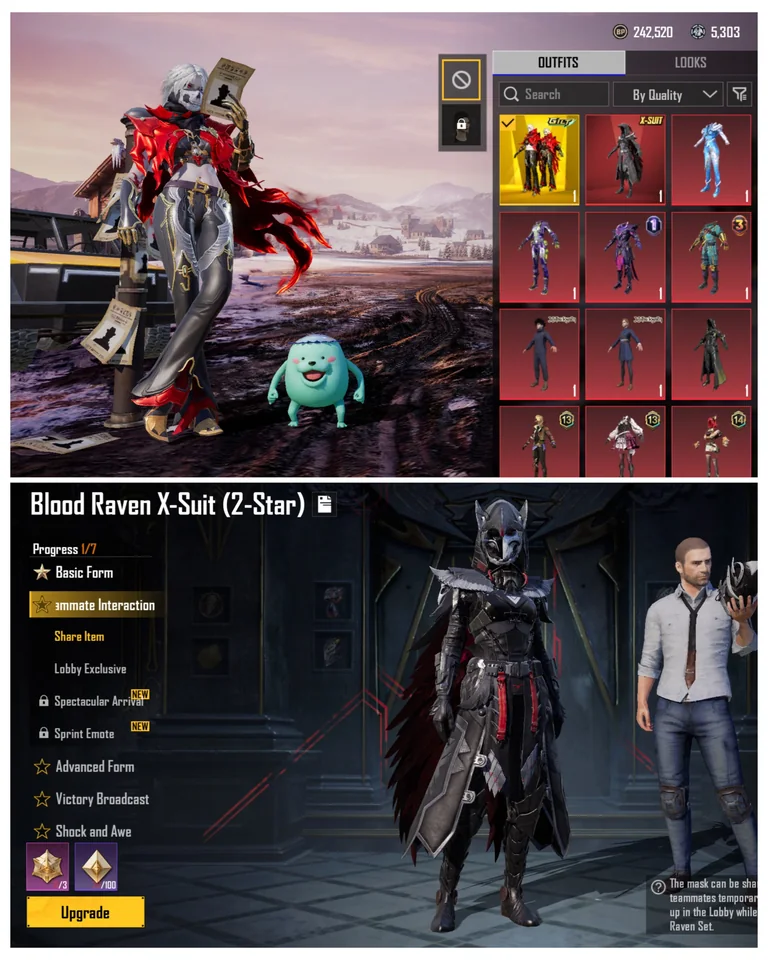 242,520
5,303
OUTFITS
LOOKS
Search
By Quality
GILT
X-SUIT
1
1
1
1
1
1
3
1
1
1
1
13
13
14
Blood Raven X-Suit (2-Star)
Progress 1/7
Basic Form
ammate Interaction
Share Item
Lobby Exclusive
Spectacular Arrival
NEW
Sprint Emote
NEW
Advanced Form
Victory Broadcast
Shock and Awe
/3
/100
Upgrade
The mask can be sha
teammates temporar
up in the Lobby while
Raven Set.